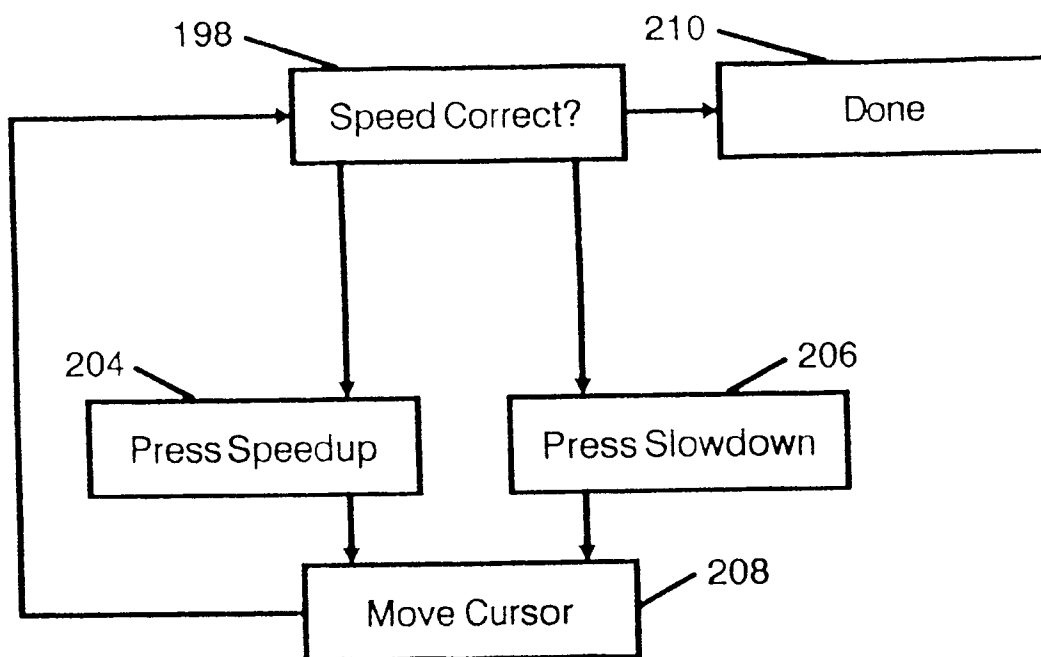 198
210
Speed Correct?
Done
204
206
Press Speedup
Press Slowdown
208
Move Cursor